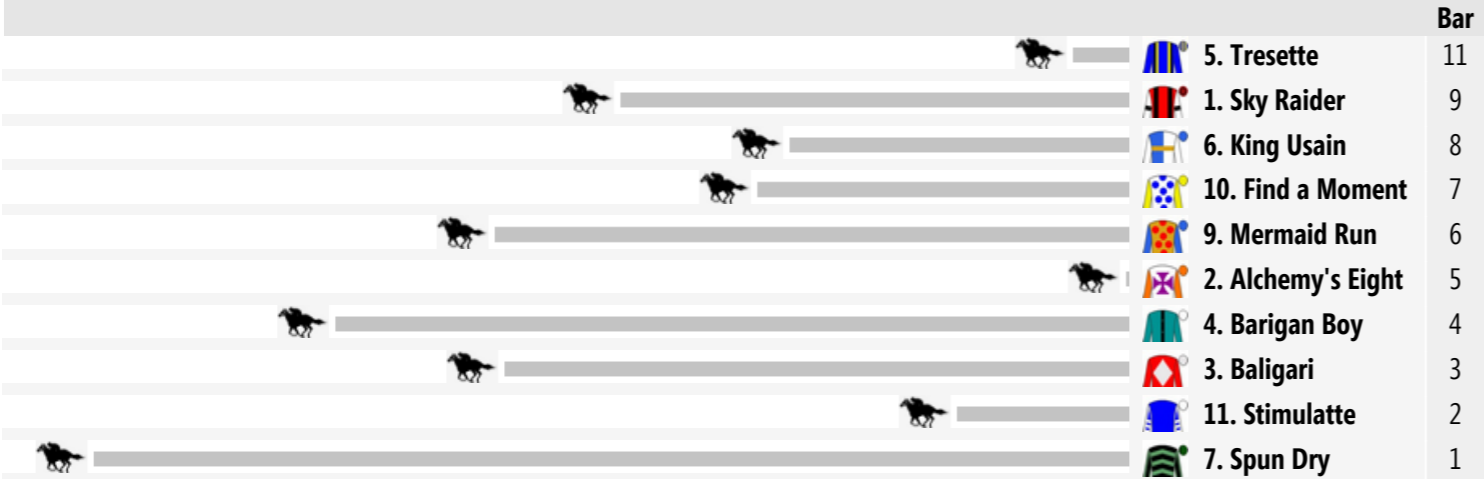 Bar
5. Tresette 11
1. Sky Raider 9
6. King Usain 8
10. Find a Moment 7
9. Mermaid Run 6
2. Alchemy's Eight 5
4. Barigan Boy 4
3. Baligari 3
11. Stimulatte 2
7. Spun Dry 1